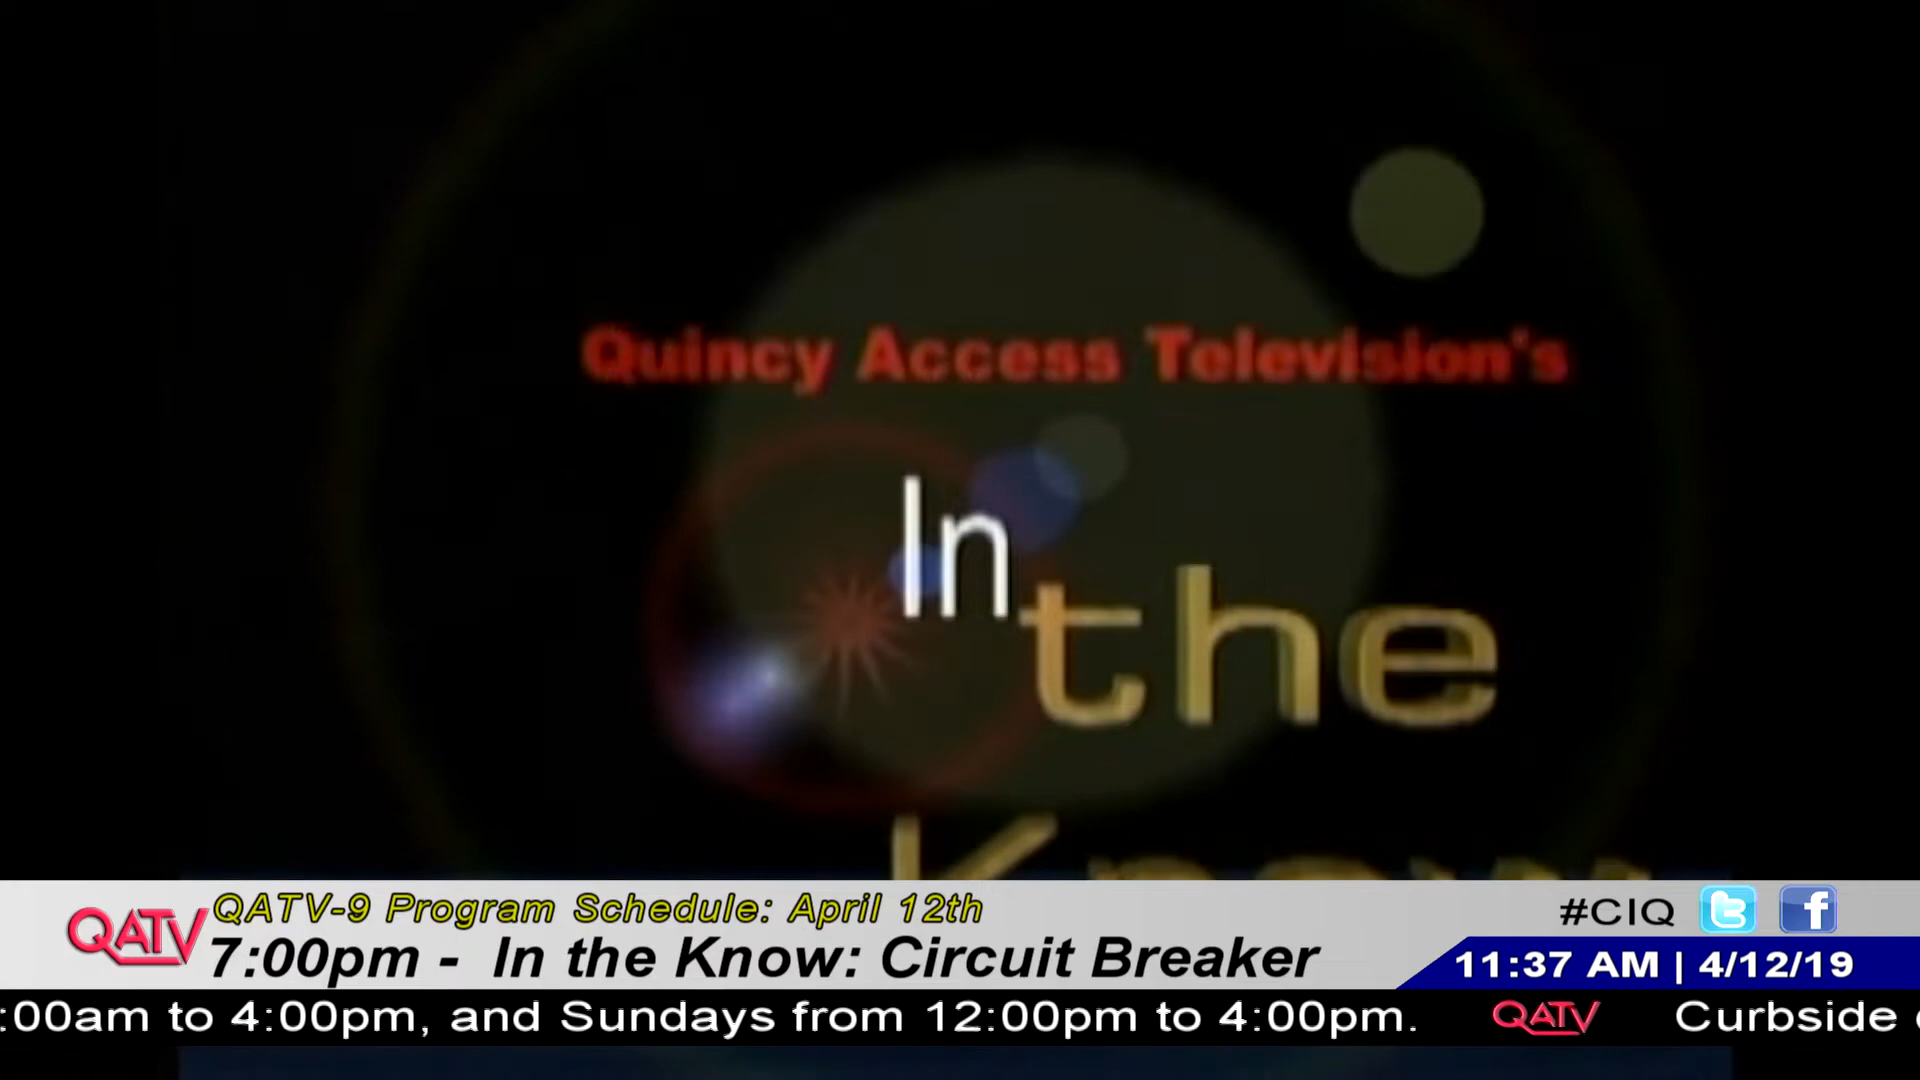 Quincy Access Television's
In
the
Know
QATV
QATV-9 Program Schedule: April 12th
7:00pm - In the Know: Circuit Breaker
#CIQ
11:37 AM | 4/12/19
:00am to 4:00pm, and Sundays from 12:00pm to 4:00pm. QATV Curbside